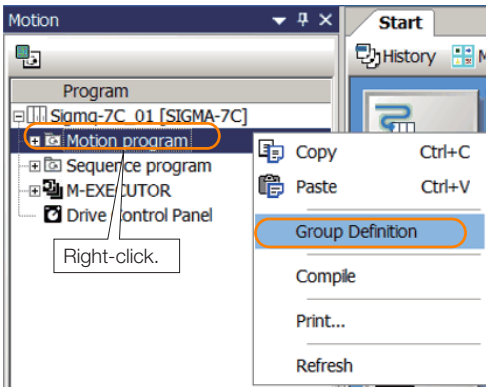 Motion
Start
History
Program
Sigma-7C_01 [SIGMA-7C]
Motion program
Copy Ctrl+C
Sequence program
Paste Ctrl+V
M-EXECUTOR
Drive Control Panel
Group Definition
Right-click.
Compile
Print...
Refresh